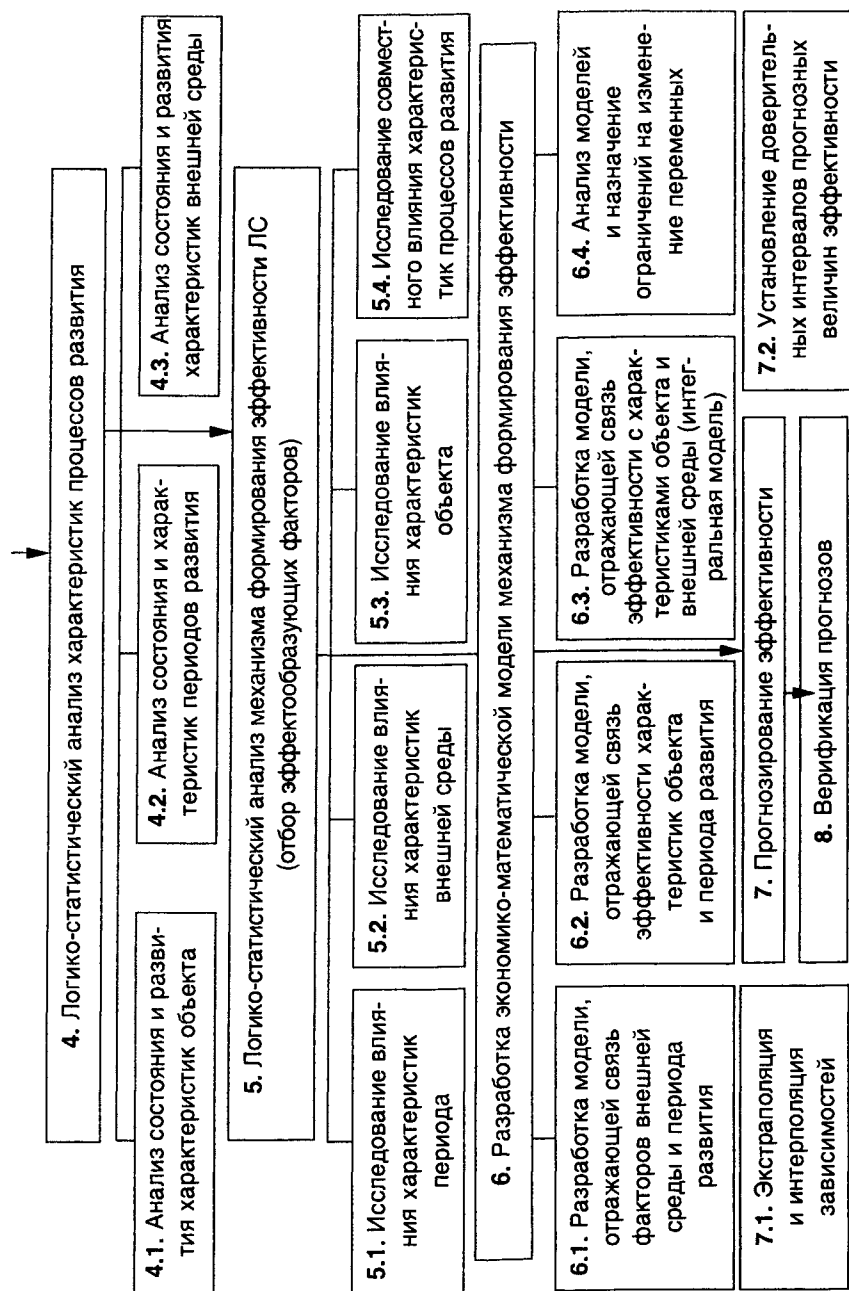 4. Логико-статистический анализ характеристик процессов развития
4.1. Анализ состояния и разви-
тия характеристик объекта
4.2. Анализ состояния и харак-
теристик периодов развития
4.3. Анализ состояния и развития
характеристик внешней среды
5. Логико-статистический анализ механизма формирования эффективности ЛС
(отбор эффектообразующих факторов)
5.1. Исследование влия-
ния характеристик
периода
5.2. Исследование влия-
ния характеристик
внешней среды
5.3. Исследование влия-
ния характеристик
объекта
5.4. Исследование совмест-
ного влияния характерис-
тик процессов развития
6. Разработка экономико-математической модели механизма формирования эффективности
6.1. Разработка модели,
отражающей связь
факторов внешней
среды и периода
развития
6.2. Разработка модели,
отражающей связь
эффективности харак-
теристик объекта
и периода развития
6.3. Разработка модели,
отражающей связь
эффективности с харак-
теристиками объекта и
внешней среды (интег-
ральная модель)
6.4. Анализ моделей
и назначение
ограничений на измене-
ние переменных
7.1. Экстраполяция
и интерполяция
зависимостей
7. Прогнозирование эффективности
7.2. Установление доверитель-
ных интервалов прогнозных
величин эффективности
8. Верификация прогнозов